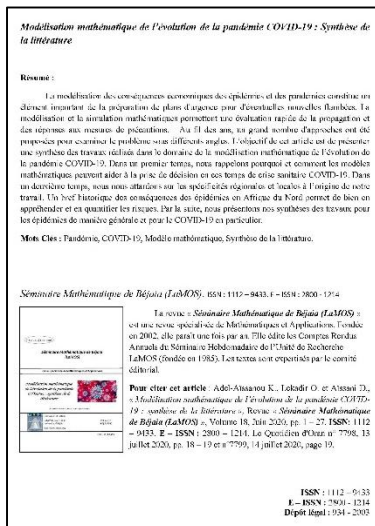 Modélisation mathématique de l'évolution de la pandémie COVID-19 : Synthèse de
la littérature
Résumé :
La modélisation des conséquences économiques des épidémies et des pandémies constitue un
élément important de la préparation de plans d'urgence pour d'éventuelles nouvelles flambées. La
modélisation et la simulation mathématiques permettent une évaluation rapide de la propagation et
des réponses aux mesures de précautions. Au fil des ans, un grand nombre d'approches ont été
proposées pour examiner le problème sous différents angles. L'objectif de cet article est de présenter
une synthèse des travaux réalisés dans le domaine de la modélisation mathématique de l'évolution de
la pandémie COVID-19. Dans un premier temps, nous rappelons pourquoi et comment les modèles
mathématiques peuvent aider à la prise de décision en ces temps de crise sanitaire COVID-19. Dans
un deuxième temps, nous nous attardons sur les spécificités régionales et locales à l'origine de notre
travail. Un bref historique des conséquences des épidémies en Afrique du Nord permet de bien en
appréhender et en quantifier les risques. Par la suite, nous présentons nos synthèses des travaux pour
les épidémies de manière générale et pour le COVID-19 en particulier.
Mots Clés : Pandémie, COVID-19, Modèle mathématique, Synthèse de la littérature.
Séminaire Mathématique de Béjaia (LaMOS). ISSN : 1112 – 9433. E – ISSN : 2800 - 1214
La revue « Séminaire Mathématique de Béjaia (LaMOS) »
est une revue spécialisée de Mathématiques et Applications. Fondée
en 2002, elle paraît une fois par an. Elle édite les Comptes Rendus
Annuels du Séminaire Hebdomadaire de l'Unité de Recherche
LaMOS (fondée en 1985). Les textes sont expertisés par le comité
éditorial.
Pour citer cet article : Adel-Aissanou K., Lekadir O. et Aissani D.,
« Modélisation mathématique de l'évolution de la pandémie COVID-
19 : synthèse de la littérature », Revue « Séminaire Mathématique
de Béjaia (LaMOS) », Volume 18, Juin 2020, pp. 1 – 27. ISSN: 1112
– 9433. E – ISSN : 2800 – 1214. Le Quotidien d'Oran n° 7798, 13
juillet 2020, pp. 18 – 19 et n°7799, 14 juillet 2020, page 19.
ISSN : 1112 – 9433
E – ISSN : 2800 - 1214
Dépôt légal : 934 - 2003